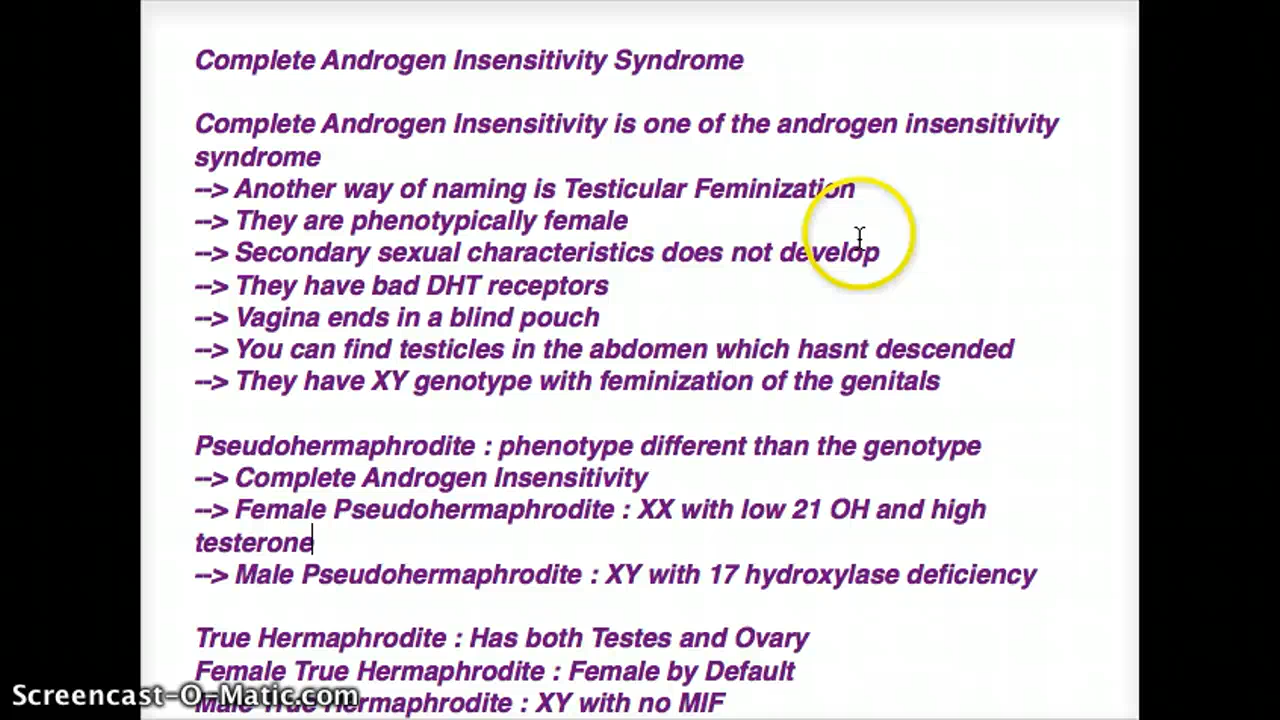 Complete Androgen Insensitivity Syndrome
Complete Androgen Insensitivity is one of the androgen insensitivity
syndrome
--> Another way of naming is Testicular Feminization
--> They are phenotypically female
--> Secondary sexual characteristics does not develop
--> They have bad DHT receptors
--> Vagina ends in a blind pouch
--> You can find testicles in the abdomen which hasnt descended
--> They have XY genotype with feminization of the genitals
Pseudohermaphrodite : phenotype different than the genotype
--> Complete Androgen Insensitivity
--> Female Pseudohermaphrodite : XX with low 21 OH and high
testerone
--> Male Pseudohermaphrodite : XY with 17 hydroxylase deficiency
True Hermaphrodite : Has both Testes and Ovary
Female True Hermaphrodite : Female by Default
Male True Hermaphrodite : XY with no MIF
Screencast-O-Matic.com